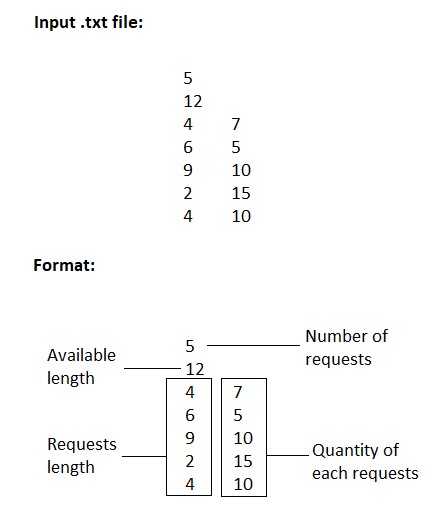 Input .txt file:
5
12
4 7
6 5
9 10
2 15
4 10
Format:
5
Number of
requests
Available
length
12
4 7
6 5
9 10
2 15
4 10
Requests
length
Quantity of
each requests